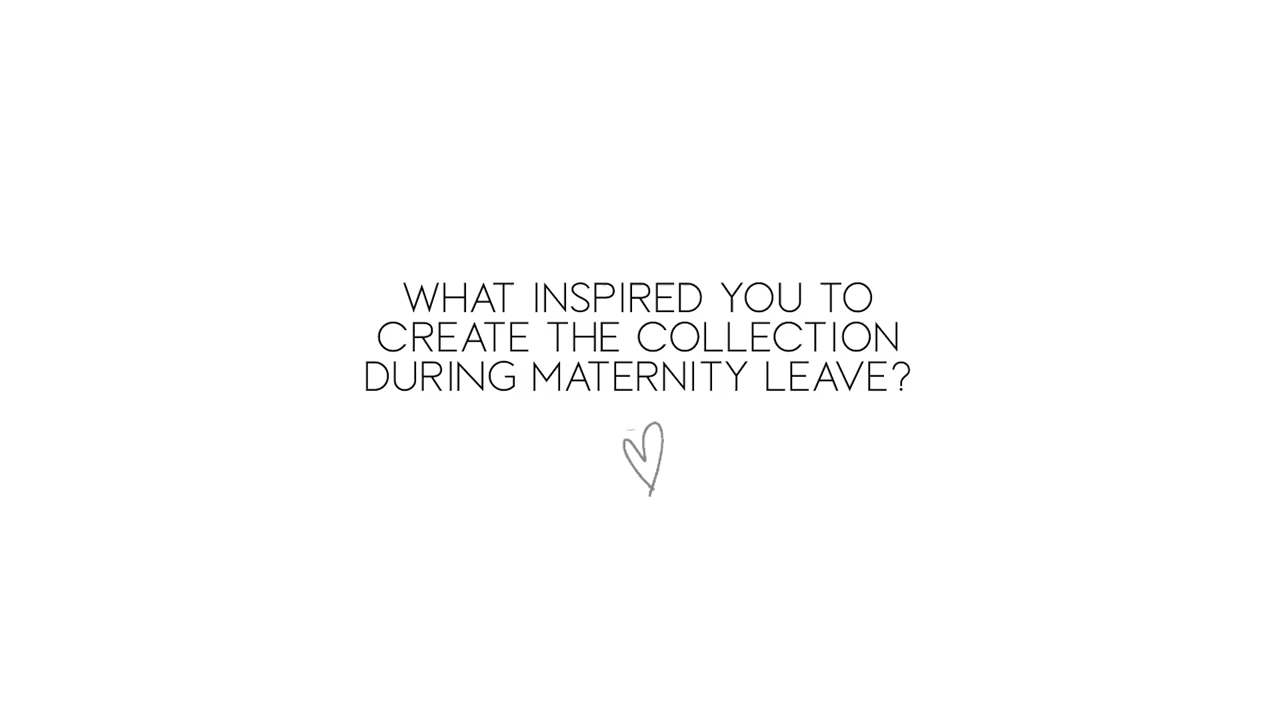 WHAT INSPIRED YOU TO
CREATE THE COLLECTION
DURING MATERNITY LEAVE?